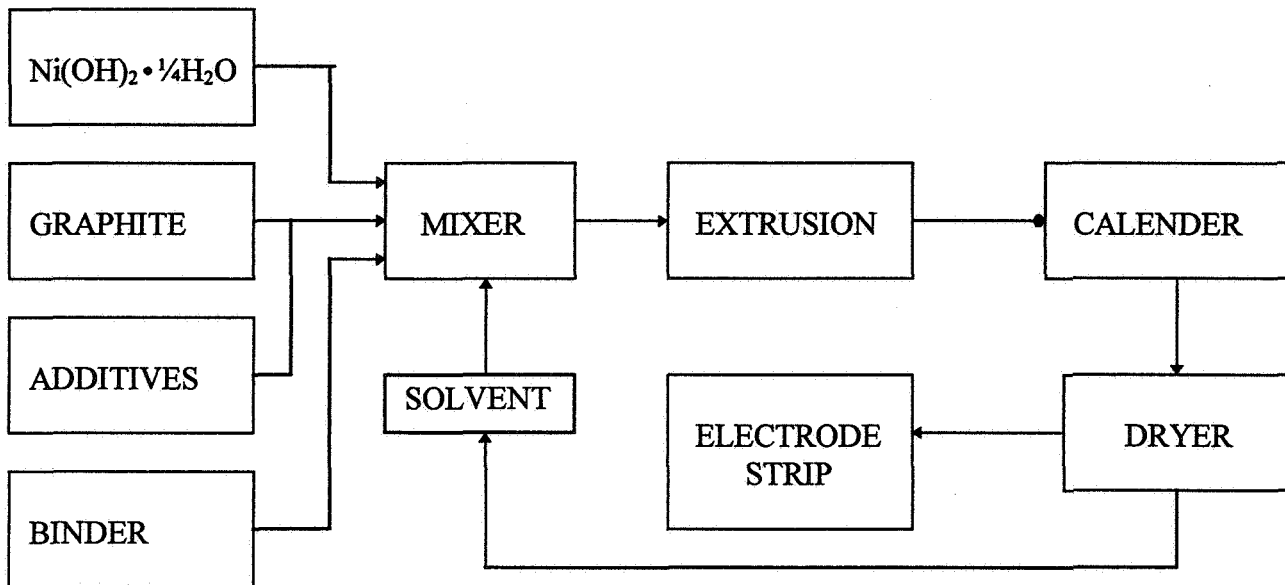 Ni(OH)₂•¼H₂O
GRAPHITE
MIXER
EXTRUSION
CALENDER
ADDITIVES
SOLVENT
ELECTRODE
STRIP
DRYER
BINDER